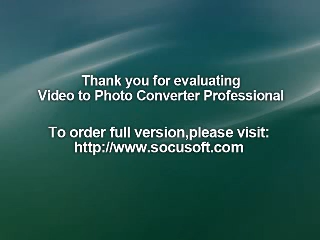 Thank you for evaluating
Video to Photo Converter Professional
To order full version,please visit:
http://www.socusoft.com